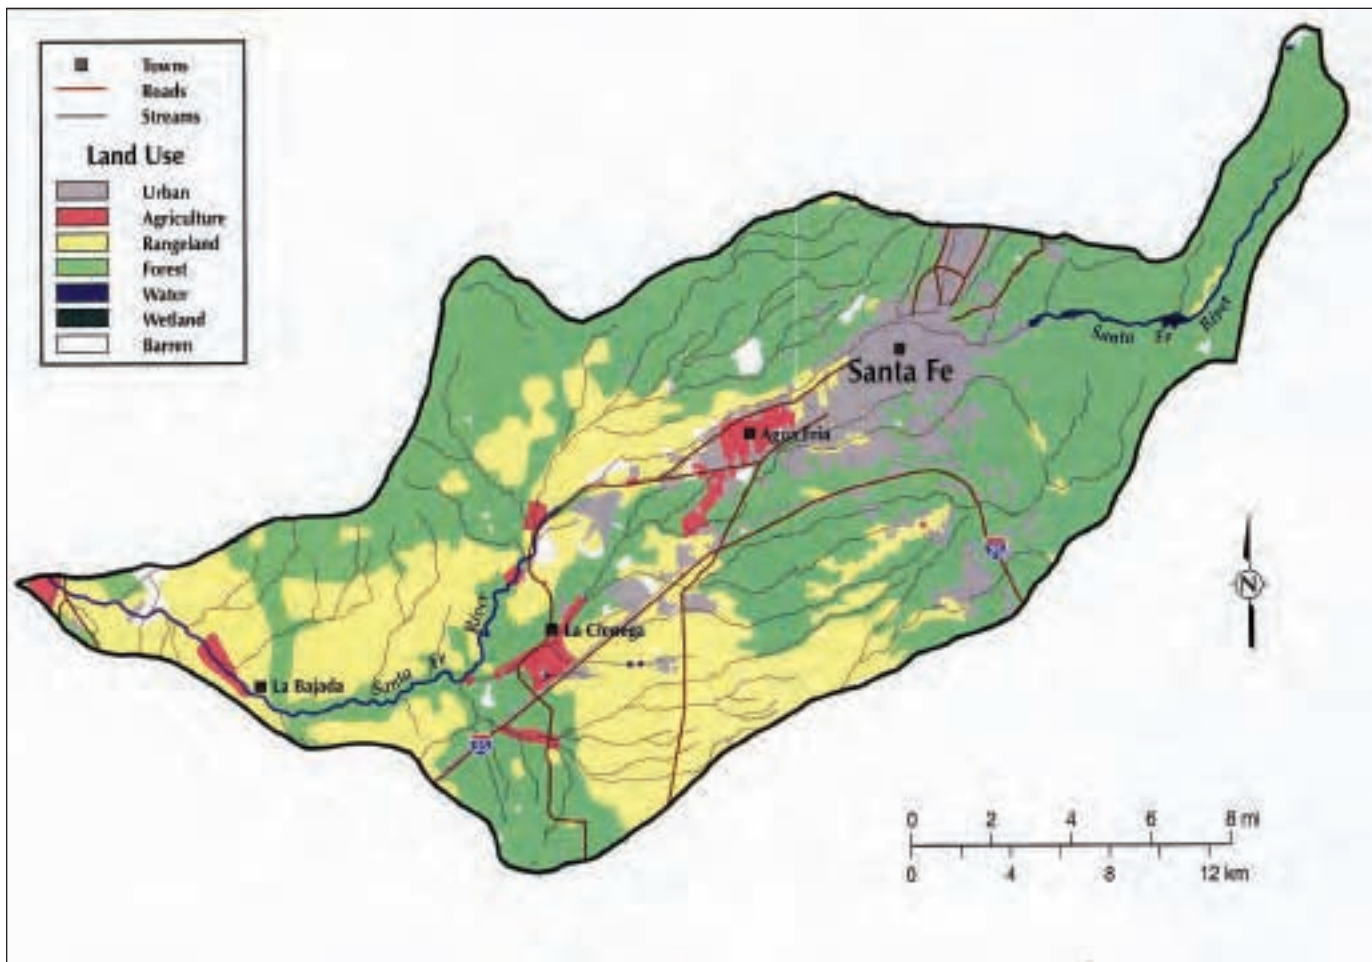 Towns
Roads
Streams
Land Use
Urban
Agriculture
Rangeland
Forest
Water
Wetland
Barren
Santa Fe River
Santa Fe
Agua Fria
La Cienega
La Bajada
Santa Fe River
N
0 2 4 6 8 mi
0 4 8 12 km